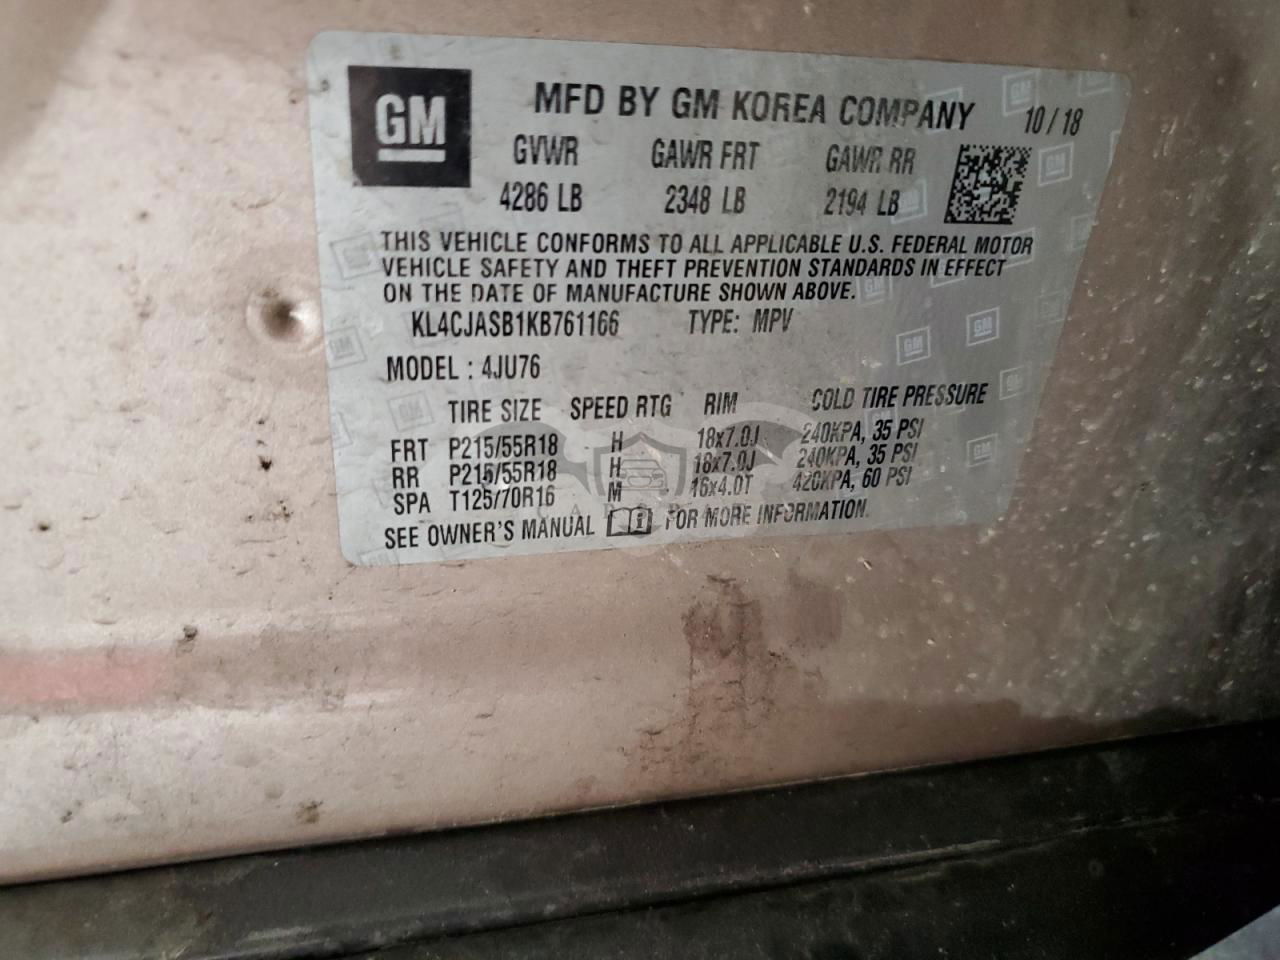 GM
MFD BY GM KOREA COMPANY 10/18
GVWR GAWR FRT GAWR RR
4286 LB 2348 LB 2194 LB
THIS VEHICLE CONFORMS TO ALL APPLICABLE U.S. FEDERAL MOTOR
VEHICLE SAFETY AND THEFT PREVENTION STANDARDS IN EFFECT
ON THE DATE OF MANUFACTURE SHOWN ABOVE.
KL4CJASB1KB761166 TYPE: MPV
MODEL : 4JU76
TIRE SIZE SPEED RTG RIM COLD TIRE PRESSURE
FRT P215/55R18 H 18x7.0J 240KPA, 35 PSI
RR P215/55R18 H 18x7.0J 240KPA, 35 PSI
SPA T125/70R16 M 16x4.0T 420KPA, 60 PSI
SEE OWNER'S MANUAL FOR MORE INFORMATION.